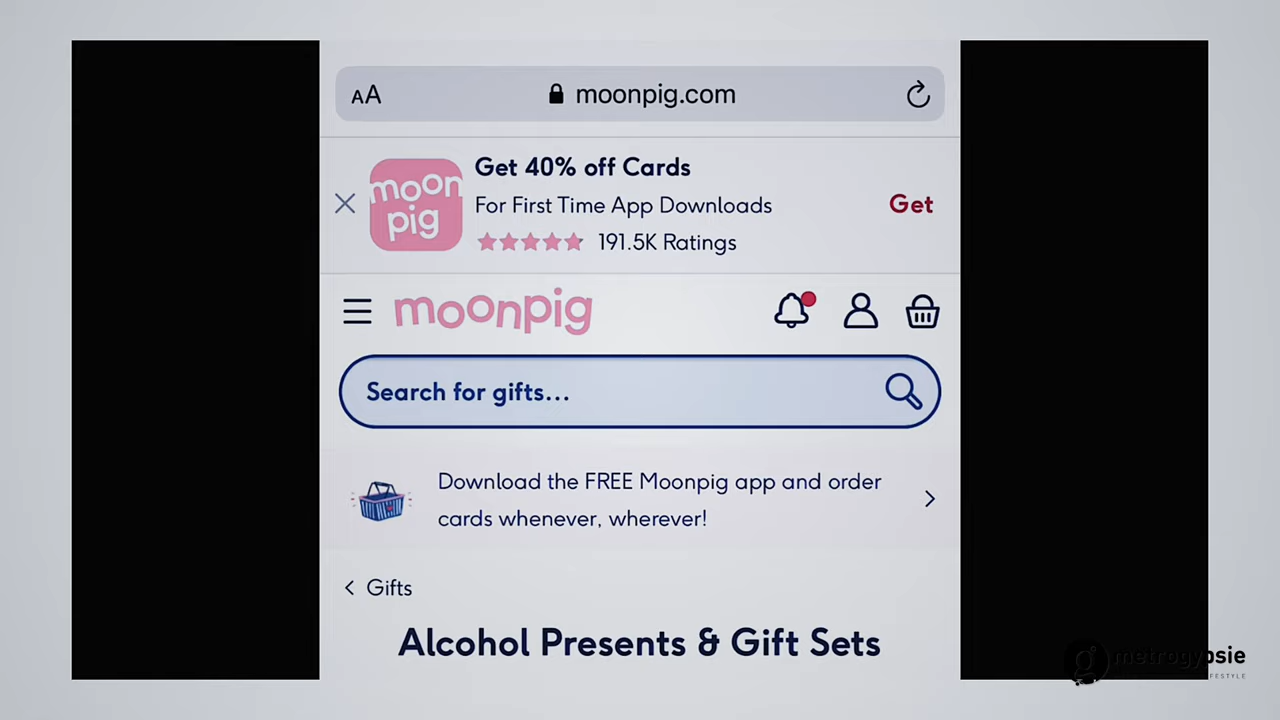 AA moonpig.com
Get 40% off Cards
moon
pig
For First Time App Downloads
Get
191.5K Ratings
moonpig
Search for gifts...
Download the FREE Moonpig app and order
cards whenever, wherever!
Gifts
Alcohol Presents & Gift Sets
metrogypsie